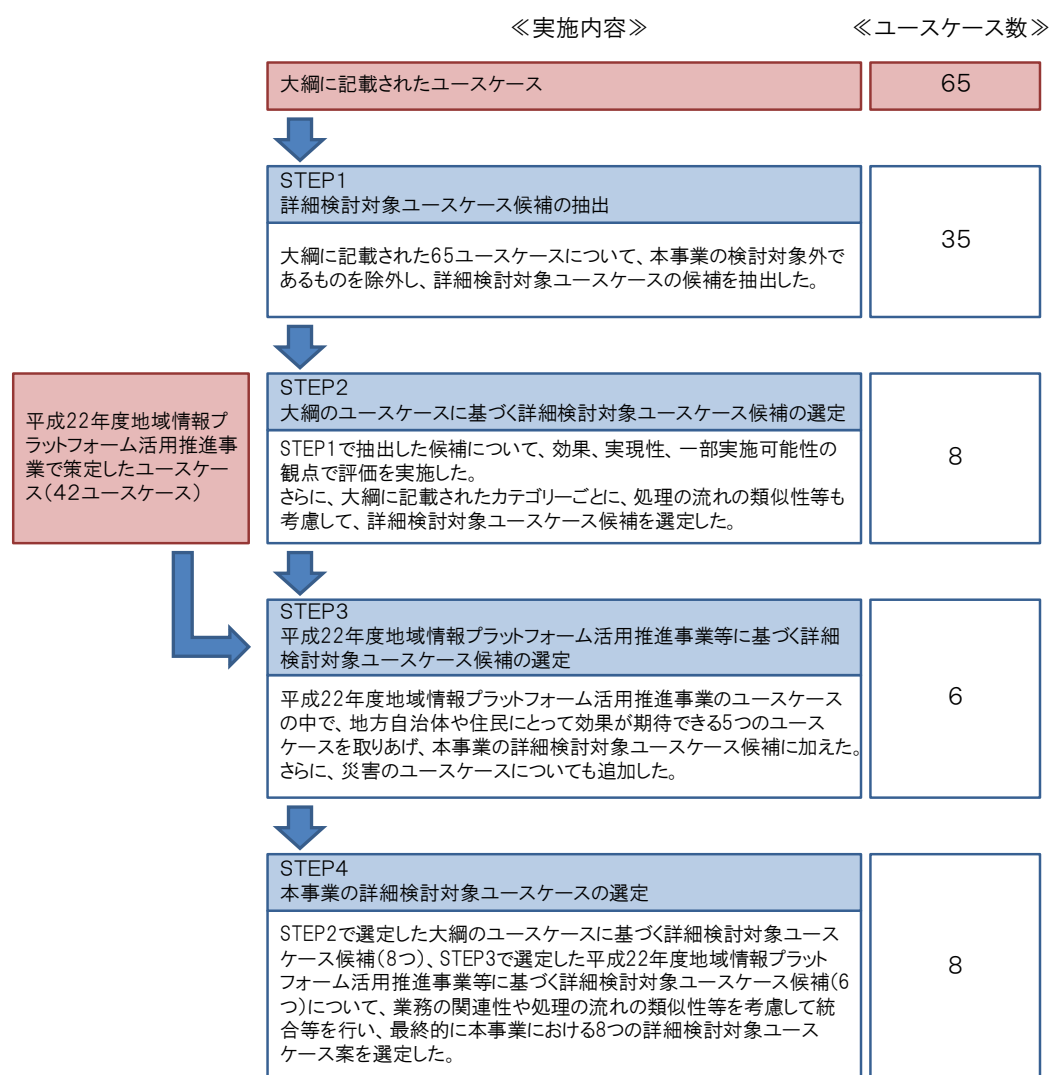 ≪実施内容≫
≪ユースケース数≫
大綱に記載されたユースケース
65
STEP1
詳細検討対象ユースケース候補の抽出
大綱に記載された65ユースケースについて、本事業の検討対象外で
あるものを除外し、詳細検討対象ユースケースの候補を抽出した。
35
平成22年度地域情報プ
ラットフォーム活用推進事
業で策定したユースケー
ス(42ユースケース)
STEP2
大綱のユースケースに基づく詳細検討対象ユースケース候補の選定
STEP1で抽出した候補について、効果、実現性、一部実施可能性の
観点で評価を実施した。
さらに、大綱に記載されたカテゴリーごとに、処理の流れの類似性等も
考慮して、詳細検討対象ユースケース候補を選定した。
8
STEP3
平成22年度地域情報プラットフォーム活用推進事業等に基づく詳細
検討対象ユースケース候補の選定
平成22年度地域情報プラットフォーム活用推進事業のユースケース
の中で、地方自治体や住民にとって効果が期待できる5つのユース
ケースを取りあげ、本事業の詳細検討対象ユースケース候補に加えた。
さらに、災害のユースケースについても追加した。
6
STEP4
本事業の詳細検討対象ユースケースの選定
STEP2で選定した大綱のユースケースに基づく詳細検討対象ユース
ケース候補(8つ)、STEP3で選定した平成22年度地域情報プラット
フォーム活用推進事業等に基づく詳細検討対象ユースケース候補(6
つ)について、業務の関連性や処理の流れの類似性等を考慮して統
合等を行い、最終的に本事業における8つの詳細検討対象ユース
ケース案を選定した。
8